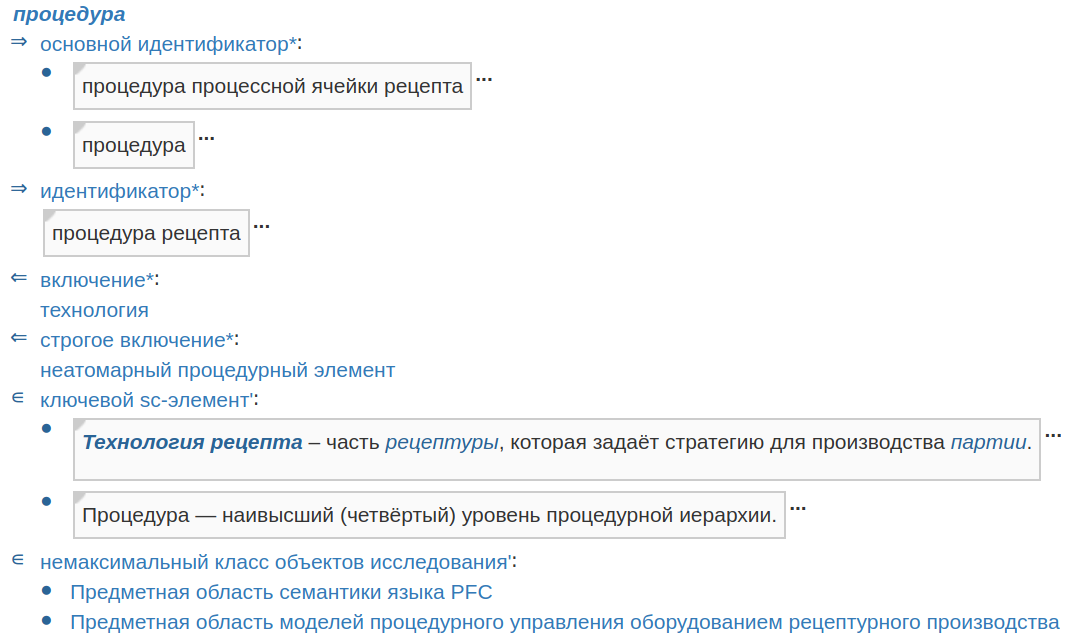 процедура
⇒ основной идентификатор*:
● процедура процессной ячейки рецепта ...
● процедура ...
⇒ идентификатор*:
процедура рецепта ...
⇐ включение*:
технология
⇐ строгое включение*:
неатомарный процедурный элемент
∈ ключевой sc-элемент':
● Технология рецепта – часть рецептуры, которая задаёт стратегию для производства партии. ...
● Процедура — наивысший (четвёртый) уровень процедурной иерархии. ...
∈ немаксимальный класс объектов исследования':
● Предметная область семантики языка PFC
● Предметная область моделей процедурного управления оборудованием рецептурного производства